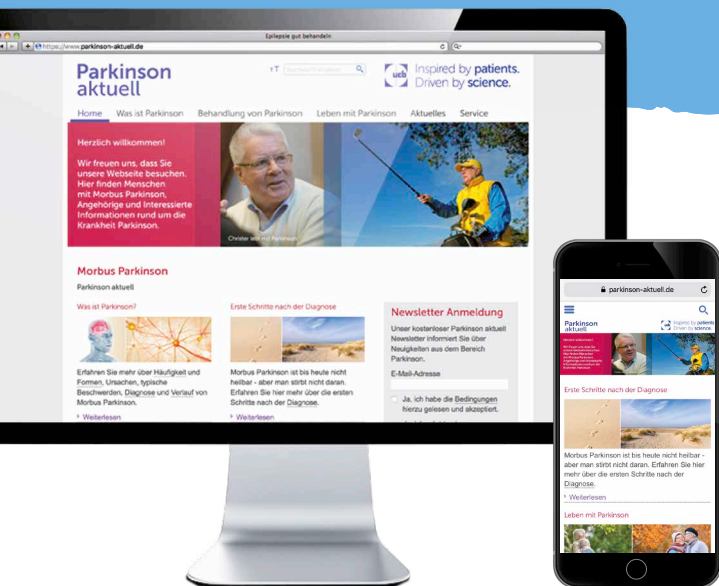 Epilepsie gut behandeln
https://www.parkinson-aktuell.de
Parkinson
aktuell
TT
ucb
Inspired by patients.
Driven by science.
Home Was ist Parkinson Behandlung von Parkinson Leben mit Parkinson Aktuelles Service
Herzlich willkommen!
Wir freuen uns, dass Sie
unsere Webseite besuchen.
Hier finden Menschen
mit Morbus Parkinson,
Angehörige und Interessierte
Informationen rund um die
Krankheit Parkinson.
Christer lebt mit Parkinson
Morbus Parkinson
Parkinson aktuell
Was ist Parkinson?
Erfahren Sie mehr über Häufigkeit und
Formen, Ursachen, typische
Beschwerden, Diagnose und Verlauf von
Morbus Parkinson.
Weiterlesen
Erste Schritte nach der Diagnose
Morbus Parkinson ist bis heute nicht
heilbar - aber man stirbt nicht daran.
Erfahren Sie hier mehr über die ersten
Schritte nach der Diagnose.
Weiterlesen
Newsletter Anmeldung
Unser kostenloser Parkinson aktuell
Newsletter informiert Sie über
Neuigkeiten aus dem Bereich
Parkinson.
E-Mail-Adresse
Ja, ich habe die Bedingungen
hierzu gelesen und akzeptiert.
parkinson-aktuell.de
Parkinson
aktuell
Inspired by patients.
Driven by science.
Erste Schritte nach der Diagnose
Morbus Parkinson ist bis heute nicht heilbar -
aber man stirbt nicht daran. Erfahren Sie hier
mehr über die ersten Schritte nach der
Diagnose.
Weiterlesen
Leben mit Parkinson